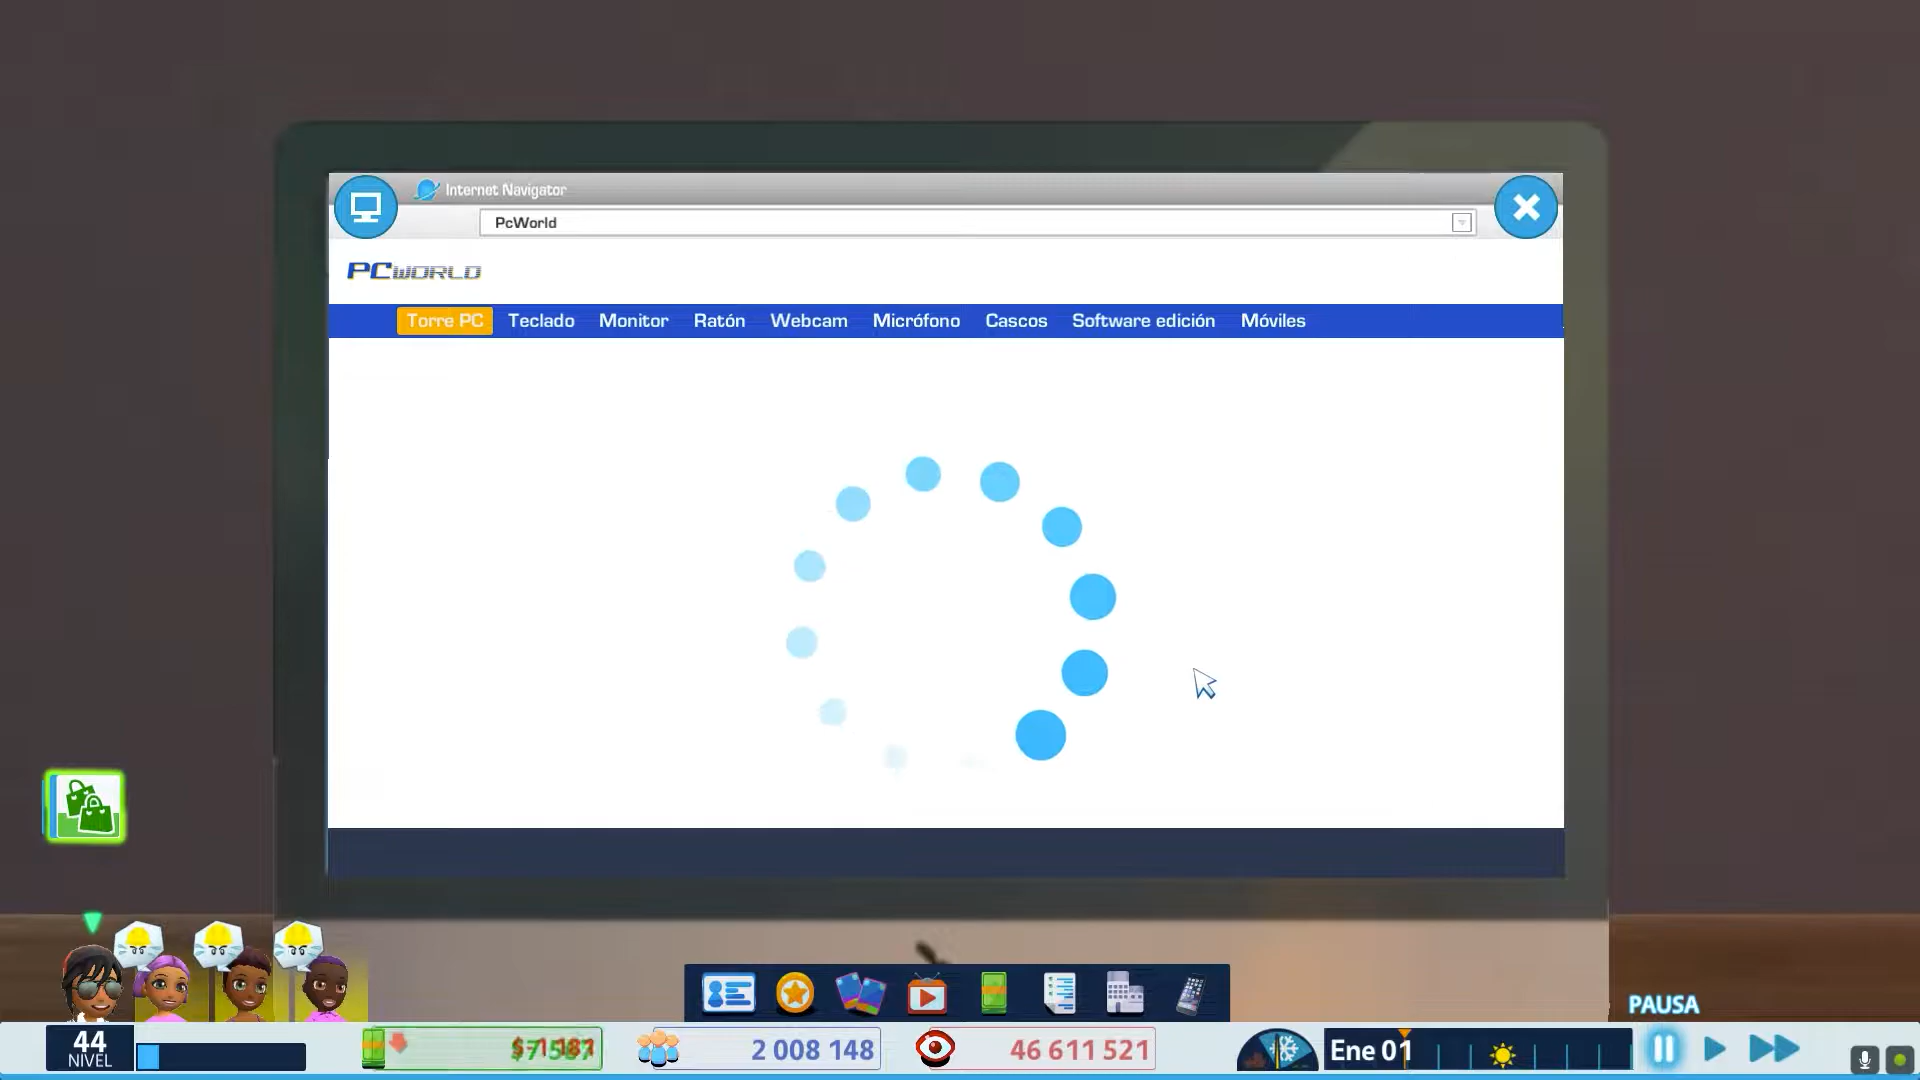 Internet Navigator
PcWorld
PCWORLD
Torre PC Teclado Monitor Ratón Webcam Micrófono Cascos Software edición Móviles
PAUSA
44
NIVEL
2 008 148
46 611 521
Ene 01